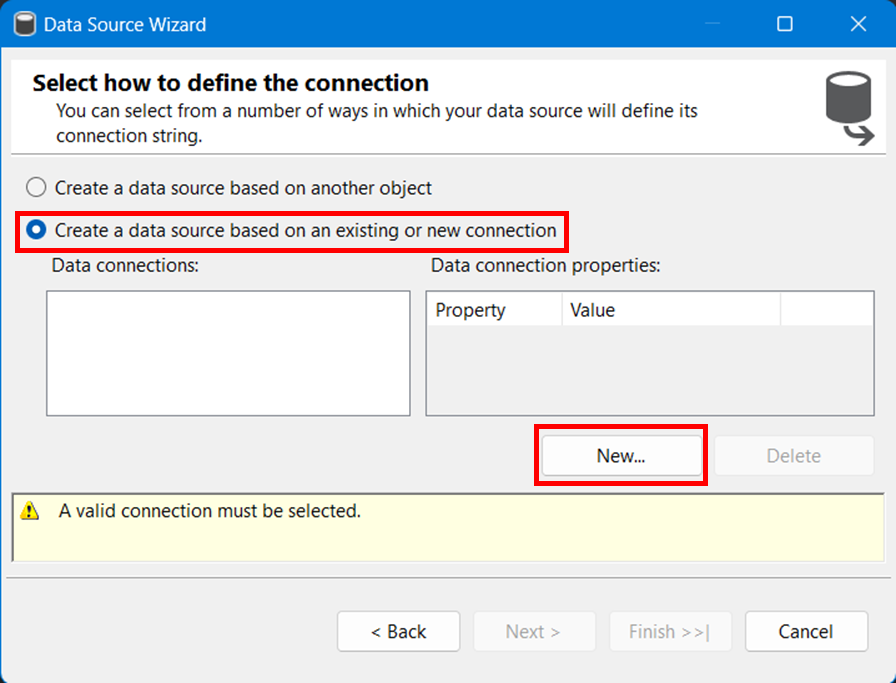 Data Source Wizard
Select how to define the connection
You can select from a number of ways in which your data source will define its
connection string.
Create a data source based on another object
Create a data source based on an existing or new connection
Data connections:
Data connection properties:
Property
Value
New...
Delete
A valid connection must be selected.
< Back
Next >
Finish >>|
Cancel